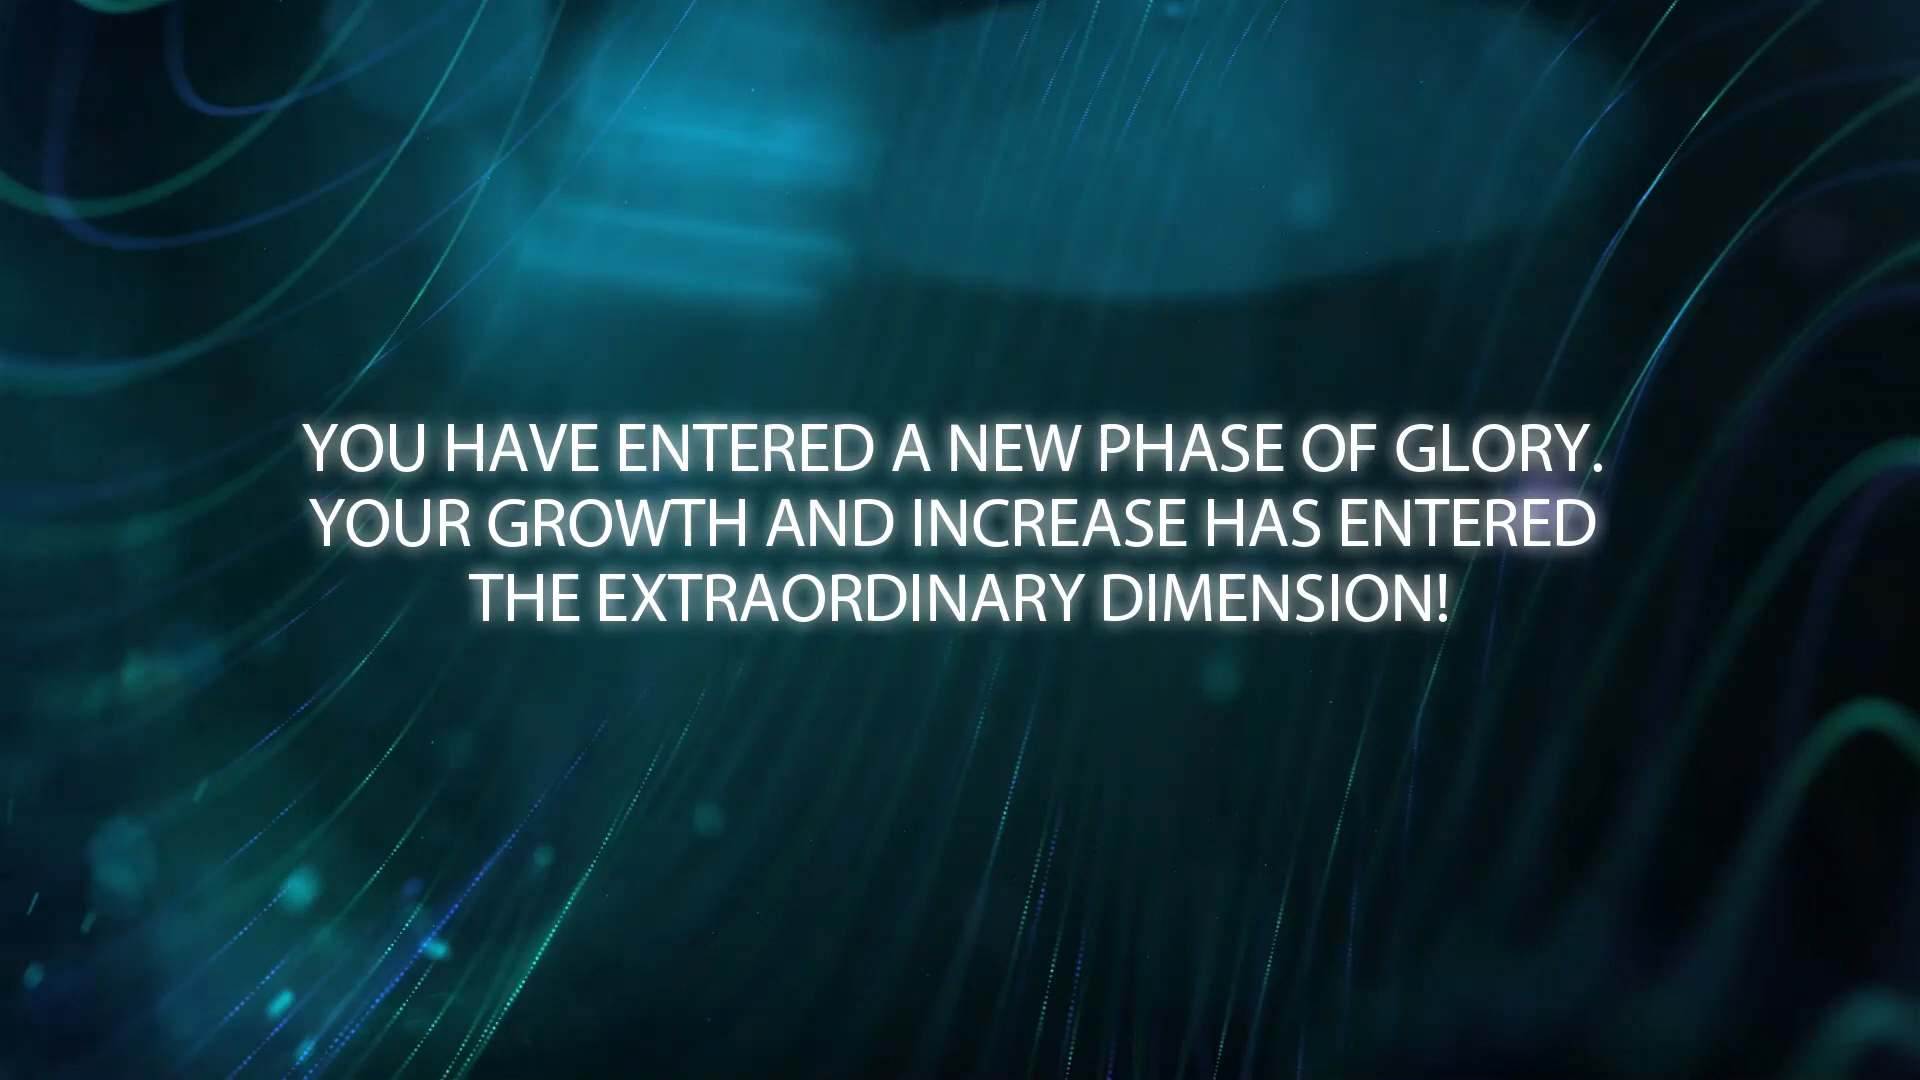 YOU HAVE ENTERED A NEW PHASE OF GLORY.
YOUR GROWTH AND INCREASE HAS ENTERED
THE EXTRAORDINARY DIMENSION!